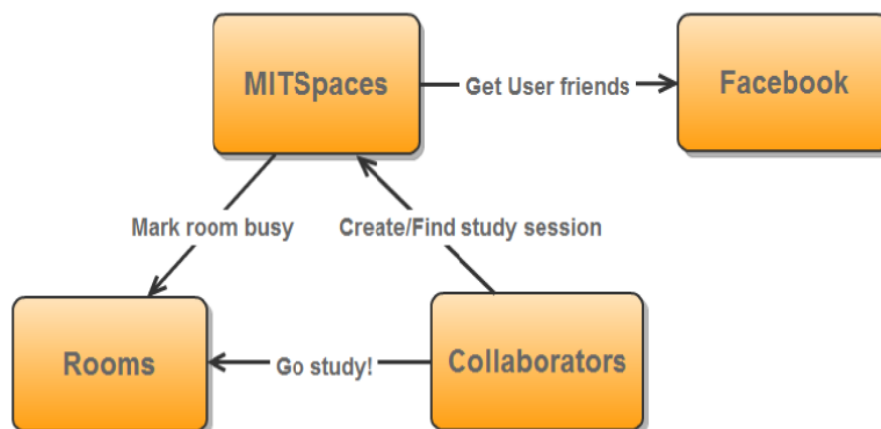 MITSpaces
Get User friends
Facebook
Mark room busy
Create/Find study session
Rooms
Go study!
Collaborators